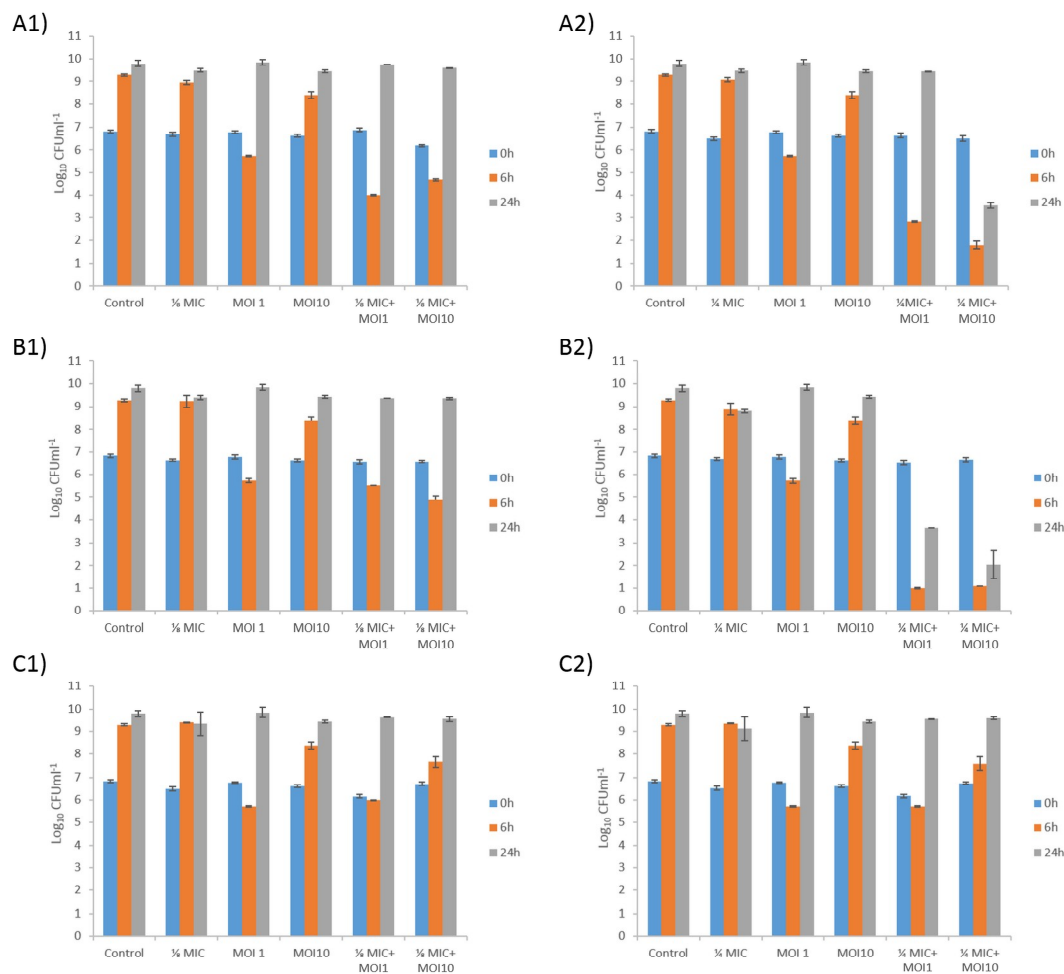 A1)
11
10
9
8
7
6
5
4
3
2
1
0
Log₁₀ CFUml⁻¹
Control
⅛ MIC
MOI 1
MOI10
⅛ MIC+
MOI1
⅛ MIC+
MOI10
0h
6h
24h
A2)
11
10
9
8
7
6
5
4
3
2
1
0
Log₁₀ CFUml⁻¹
Control
¼ MIC
MOI 1
MOI10
¼MIC+
MOI1
¼ MIC+
MOI10
0h
6h
24h
B1)
11
10
9
8
7
6
5
4
3
2
1
0
Log₁₀ CFUml⁻¹
Control
⅛ MIC
MOI 1
MOI10
⅛ MIC+
MOI1
⅛ MIC+
MOI10
0h
6h
24h
B2)
11
10
9
8
7
6
5
4
3
2
1
0
Log₁₀ CFUml⁻¹
Control
¼ MIC
MOI 1
MOI10
¼ MIC+
MOI1
¼ MIC+
MOI10
0h
6h
24h
C1)
11
10
9
8
7
6
5
4
3
2
1
0
Log₁₀ CFUml⁻¹
Control
⅛ MIC
MOI 1
MOI10
⅛ MIC+
MOI1
⅛ MIC+
MOI10
0h
6h
24h
C2)
11
10
9
8
7
6
5
4
3
2
1
0
Log₁₀ CFUml⁻¹
Control
¼ MIC
MOI 1
MOI10
¼ MIC+
MOI1
¼ MIC+
MOI10
0h
6h
24h